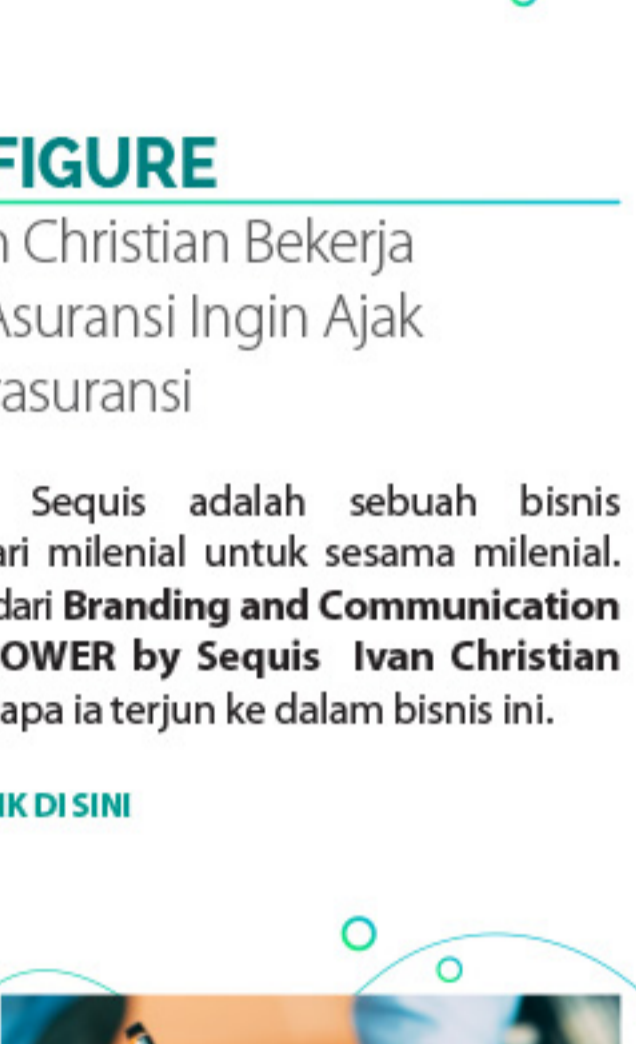 FIGURE
n Christian Bekerja
Asuransi Ingin Ajak
rasuransi
Sequis adalah sebuah bisnis
ari milenial untuk sesama milenial.
dari Branding and Communication
OWER by Sequis Ivan Christian
apa ia terjun ke dalam bisnis ini.
IK DI SINI